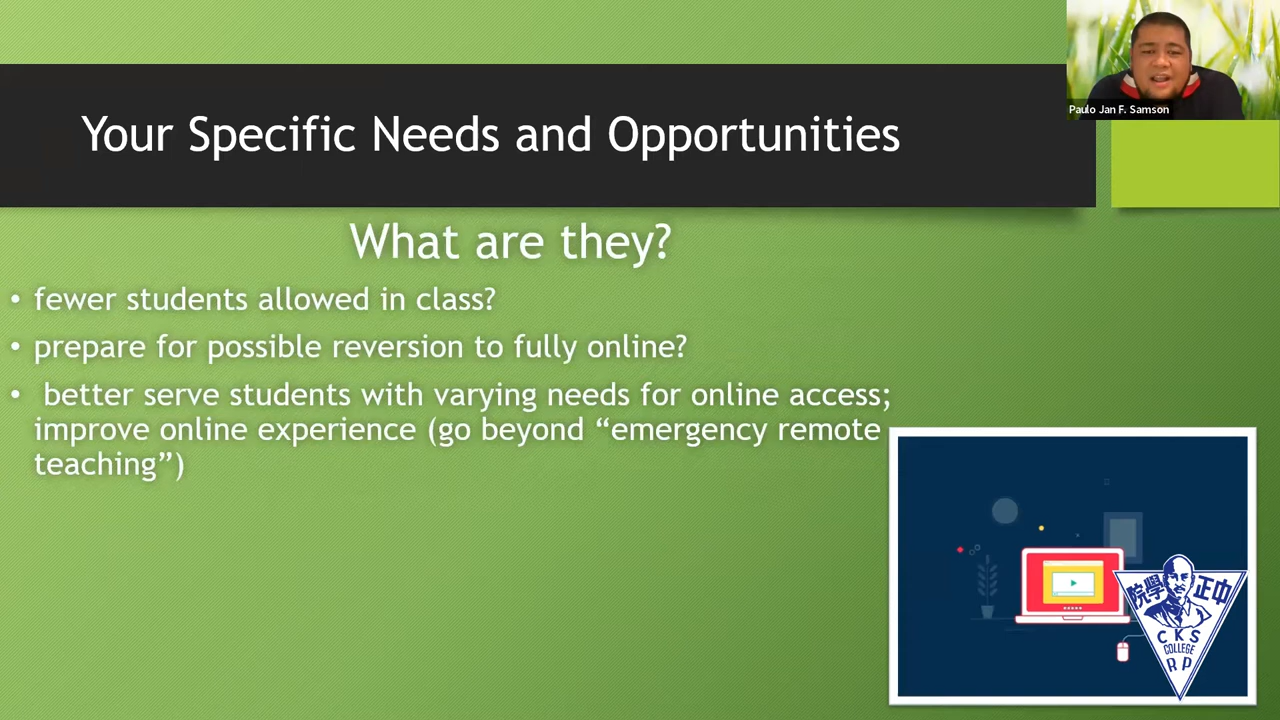 Paulo Jan F. Samson
Your Specific Needs and Opportunities
What are they?
• fewer students allowed in class?
• prepare for possible reversion to fully online?
• better serve students with varying needs for online access;
improve online experience (go beyond “emergency remote
teaching”)
院學 正中
CKS
COLLEGE
RP